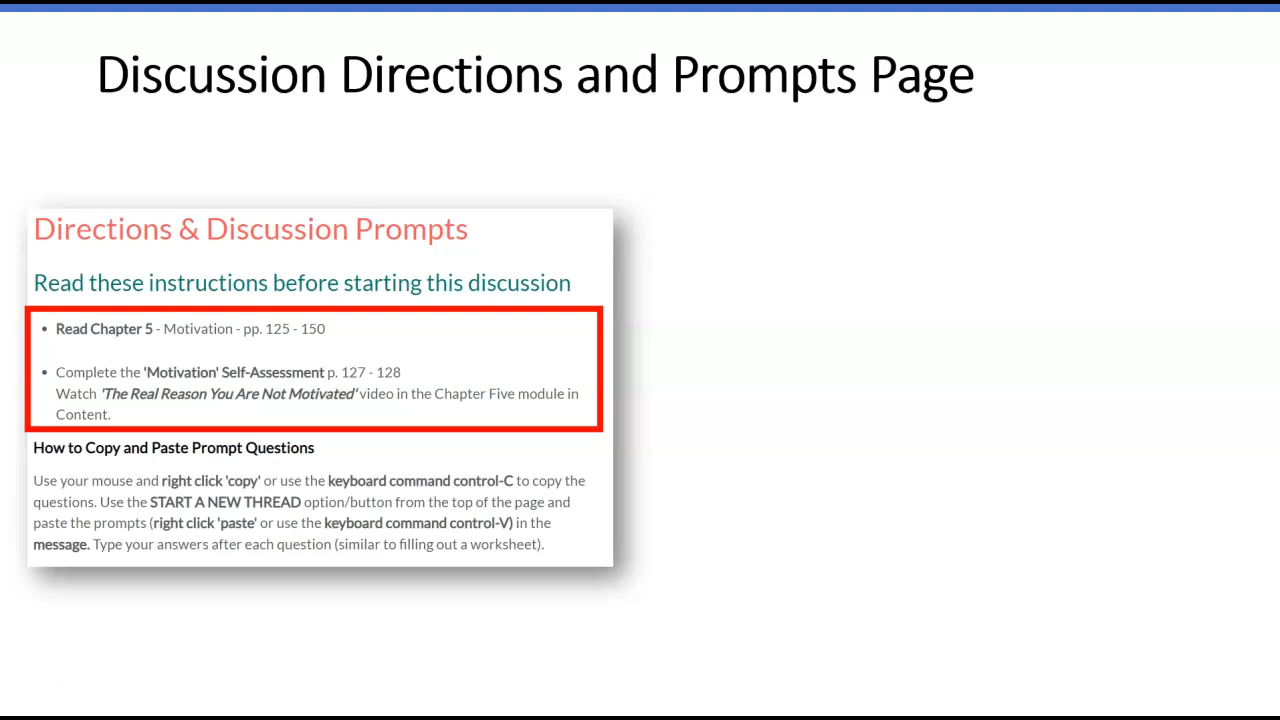 Discussion Directions and Prompts Page
Directions & Discussion Prompts
Read these instructions before starting this discussion
• Read Chapter 5 - Motivation - pp. 125 - 150
• Complete the 'Motivation' Self-Assessment p. 127 - 128
Watch 'The Real Reason You Are Not Motivated' video in the Chapter Five module in
Content.
How to Copy and Paste Prompt Questions
Use your mouse and right click 'copy' or use the keyboard command control-C to copy the
questions. Use the START A NEW THREAD option/button from the top of the page and
paste the prompts (right click 'paste' or use the keyboard command control-V) in the
message. Type your answers after each question (similar to filling out a worksheet).